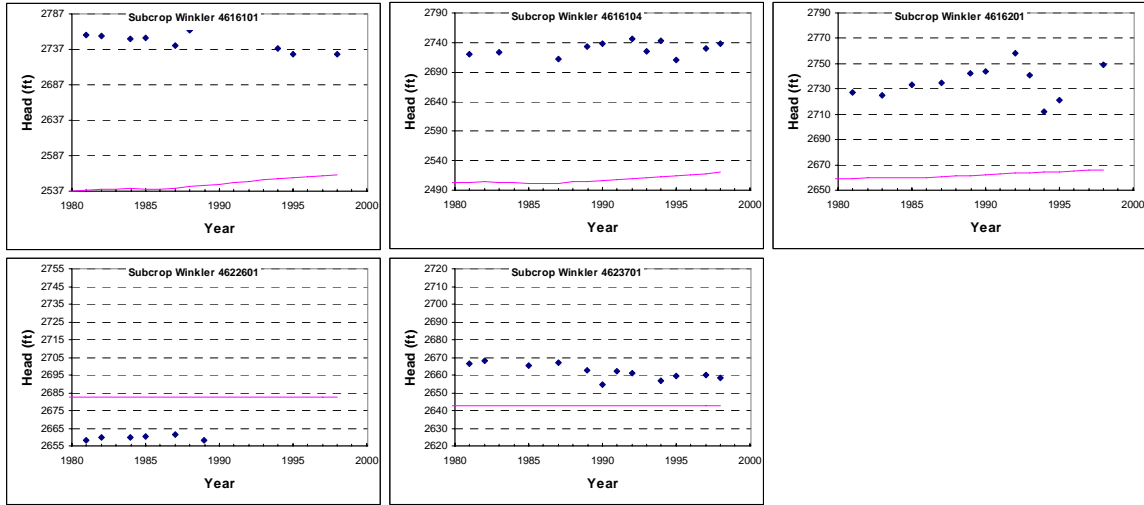 Subcrop Winkler 4616101
2787
2737
2687
2637
2587
2537
Head (ft)
1980 1985 1990 1995 2000
Year
Subcrop Winkler 4616104
2790
2740
2690
2640
2590
2540
2490
Head (ft)
1980 1985 1990 1995 2000
Year
Subcrop Winkler 4616201
2790
2770
2750
2730
2710
2690
2670
2650
Head (ft)
1980 1985 1990 1995 2000
Year
Subcrop Winkler 4622601
2755
2745
2735
2725
2715
2705
2695
2685
2675
2665
2655
Head (ft)
1980 1985 1990 1995 2000
Year
Subcrop Winkler 4623701
2720
2710
2700
2690
2680
2670
2660
2650
2640
2630
2620
Head (ft)
1980 1985 1990 1995 2000
Year